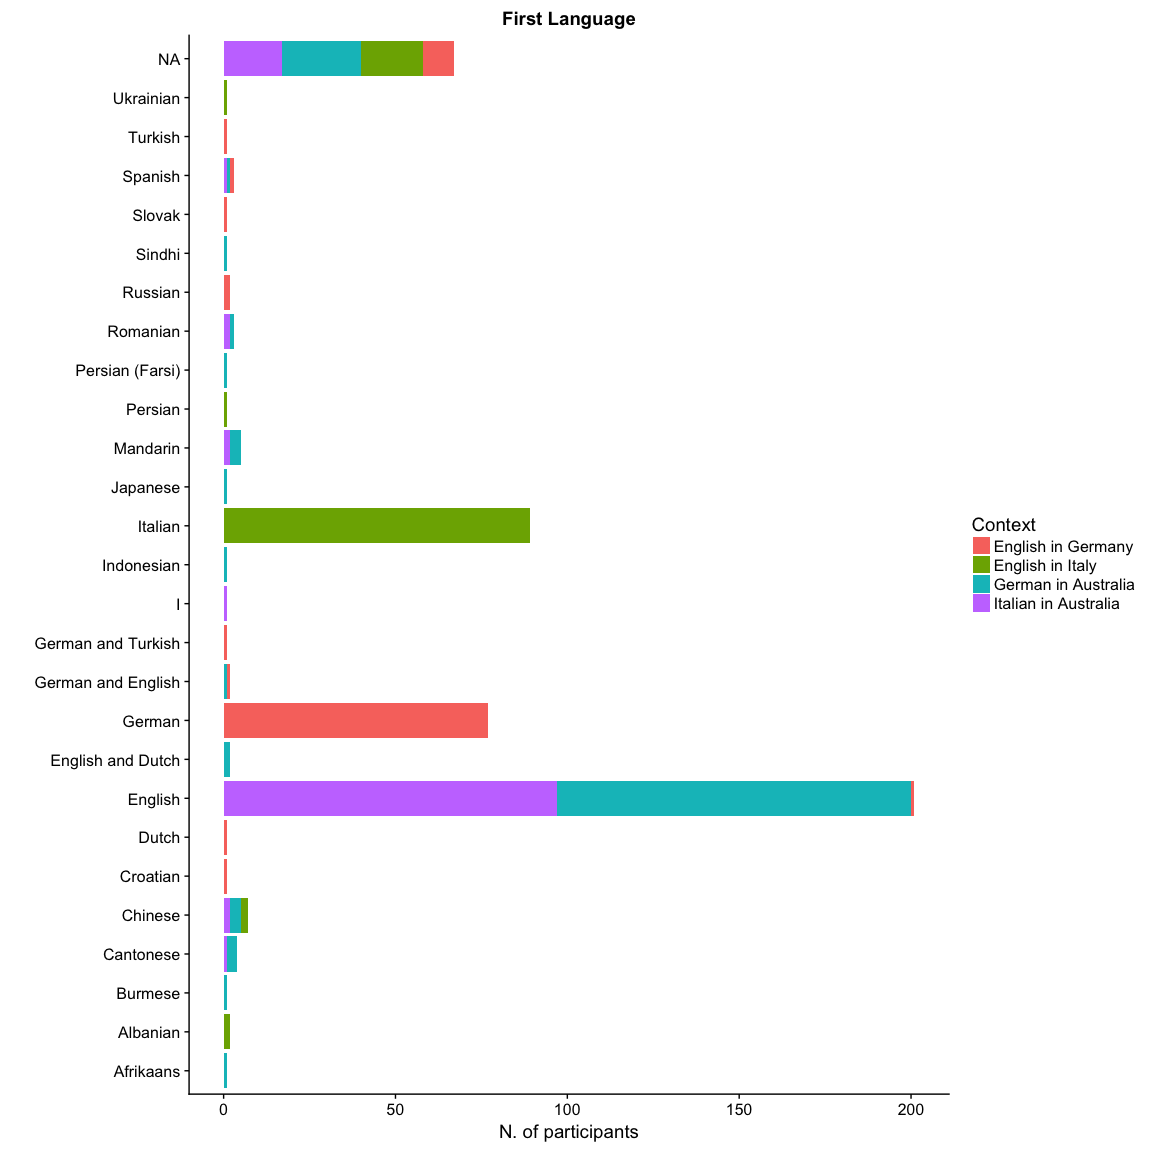 First Language
NA
Ukrainian
Turkish
Spanish
Slovak
Sindhi
Russian
Romanian
Persian (Farsi)
Persian
Mandarin
Japanese
Italian
Indonesian
I
German and Turkish
German and English
German
English and Dutch
English
Dutch
Croatian
Chinese
Cantonese
Burmese
Albanian
Afrikaans
0 50 100 150 200
N. of participants
Context
English in Germany
English in Italy
German in Australia
Italian in Australia